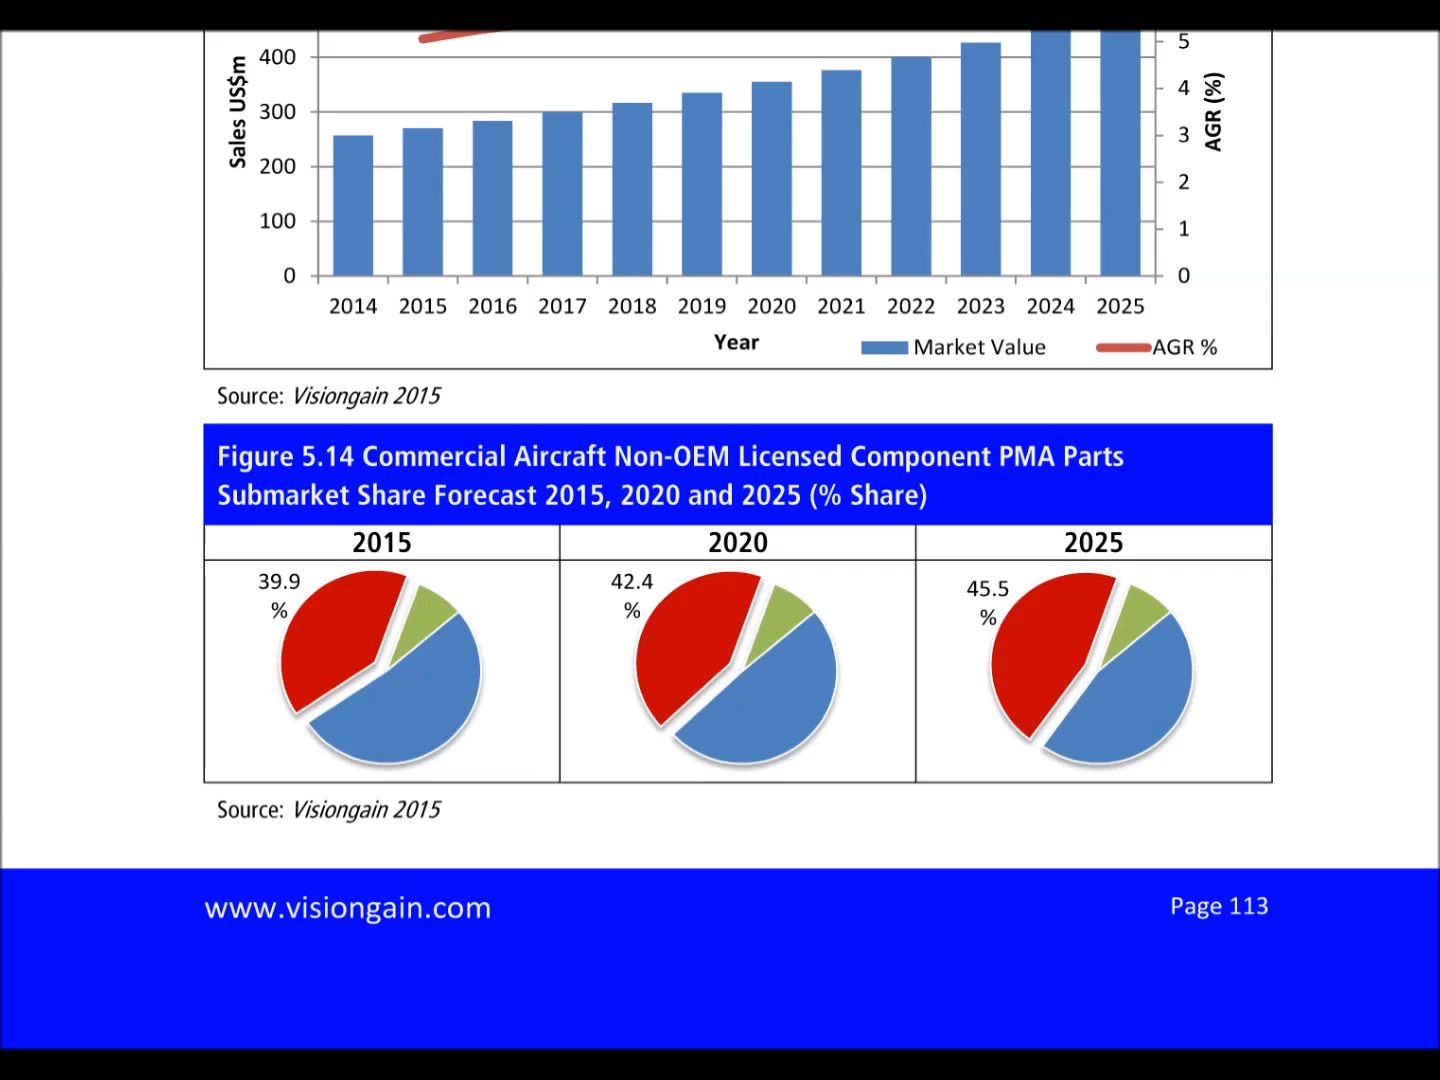 400
300
200
100
0
Sales US$m
5
4
3
2
1
0
AGR (%)
2014 2015 2016 2017 2018 2019 2020 2021 2022 2023 2024 2025
Year
Market Value AGR %
Source: Visiongain 2015
Figure 5.14 Commercial Aircraft Non-OEM Licensed Component PMA Parts
Submarket Share Forecast 2015, 2020 and 2025 (% Share)
2015 2020 2025
39.9
%
42.4
%
45.5
%
Source: Visiongain 2015
www.visiongain.com Page 113